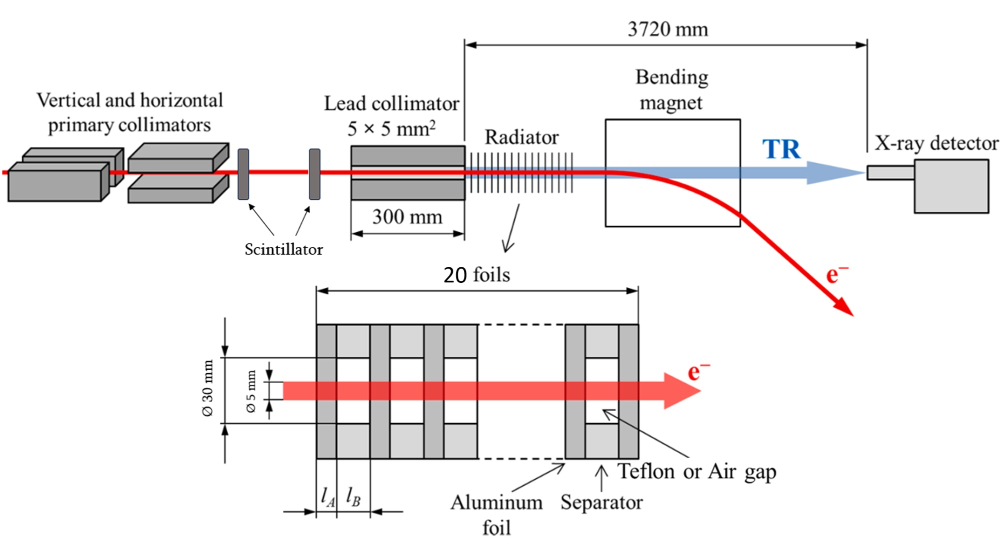 3720 mm
Bending
magnet
Vertical and horizontal
primary collimators
Lead collimator
5 × 5 mm²
Radiator
TR
X-ray detector
300 mm
Scintillator
20 foils
e⁻
Ø 30 mm
Ø 5 mm
e⁻
Teflon or Air gap
l_A
l_B
Aluminum
foil
Separator